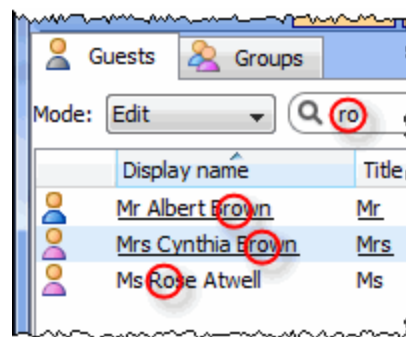 Guests Groups
Mode: Edit ro
Display name Title
Mr Albert Brown Mr
Mrs Cynthia Brown Mrs
Ms Rose Atwell Ms